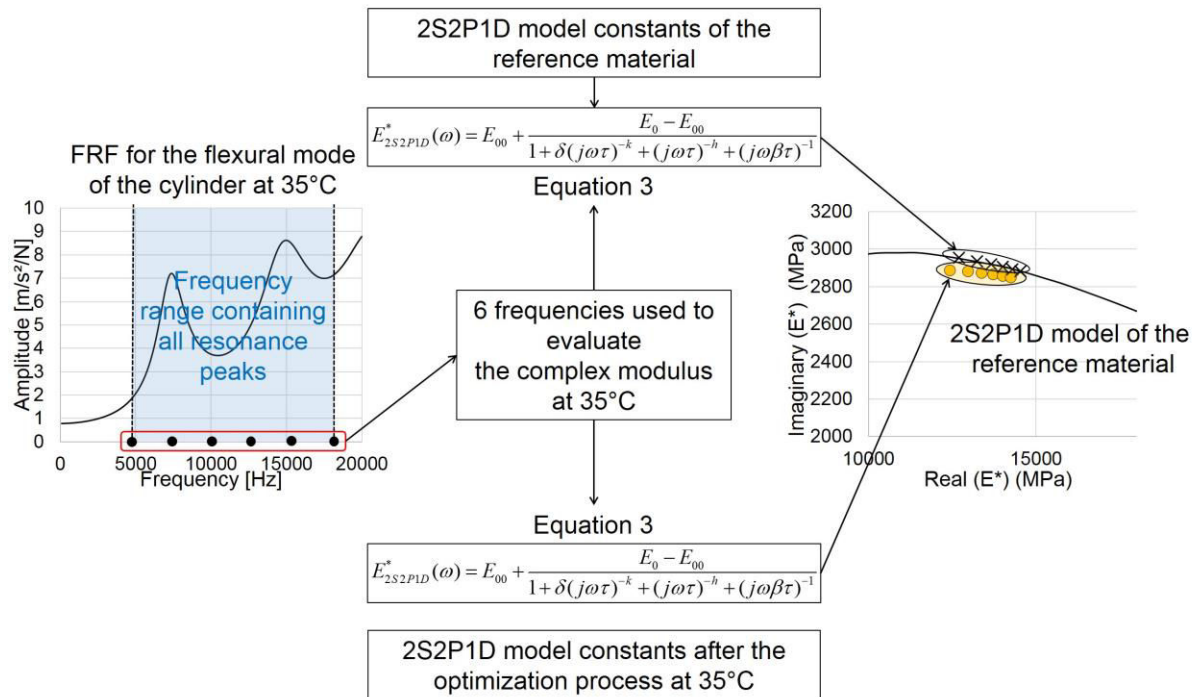 2S2P1D model constants of the
reference material
E*2S2P1D(ω) = E00 + (E0 − E00) / (1 + δ(jωτ)^−k + (jωτ)^−h + (jωβτ)^−1)
Equation 3
FRF for the flexural mode
of the cylinder at 35°C
10
9
8
7
6
5
4
3
2
1
0
Amplitude [m/s²/N]
Frequency
range containing
all resonance
peaks
0
5000
10000
15000
20000
Frequency [Hz]
6 frequencies used to
evaluate
the complex modulus
at 35°C
3200
3000
2800
2600
2400
2200
2000
Imaginary (E*) (MPa)
2S2P1D model of the
reference material
10000
15000
Real (E*) (MPa)
Equation 3
E*2S2P1D(ω) = E00 + (E0 − E00) / (1 + δ(jωτ)^−k + (jωτ)^−h + (jωβτ)^−1)
2S2P1D model constants after the
optimization process at 35°C